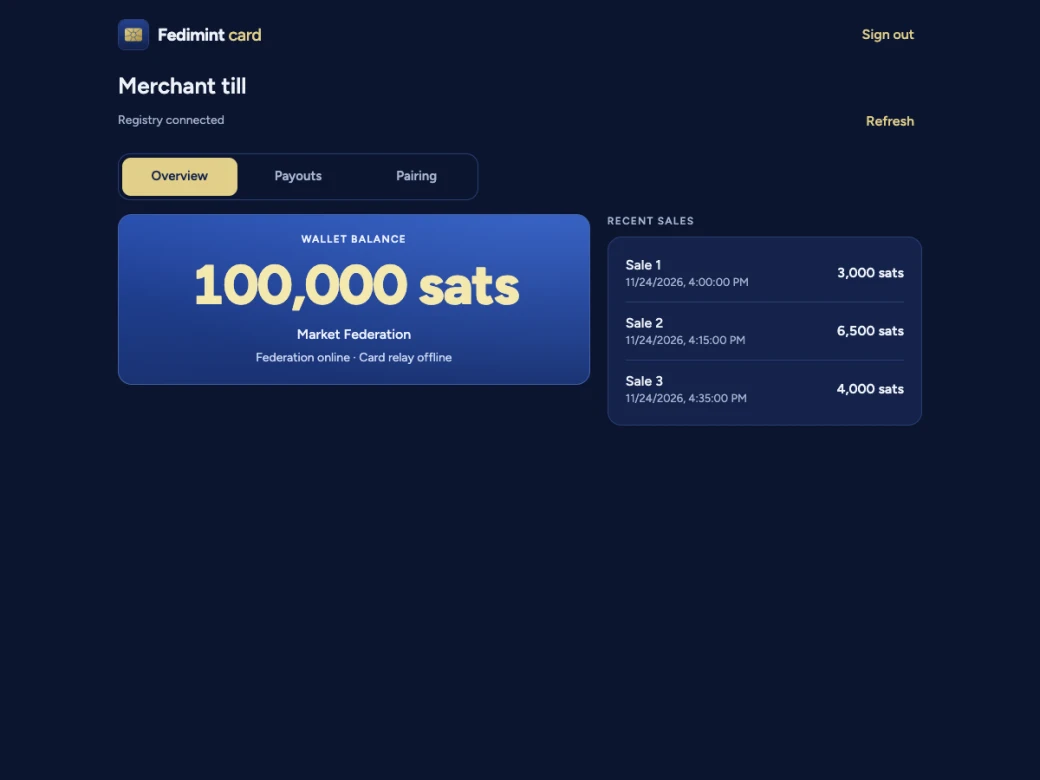 Fedimint card
Sign out
Merchant till
Registry connected
Refresh
Overview
Payouts
Pairing
WALLET BALANCE
100,000 sats
Market Federation
Federation online · Card relay offline
RECENT SALES
Sale 1
11/24/2026, 4:00:00 PM
3,000 sats
Sale 2
11/24/2026, 4:15:00 PM
6,500 sats
Sale 3
11/24/2026, 4:35:00 PM
4,000 sats